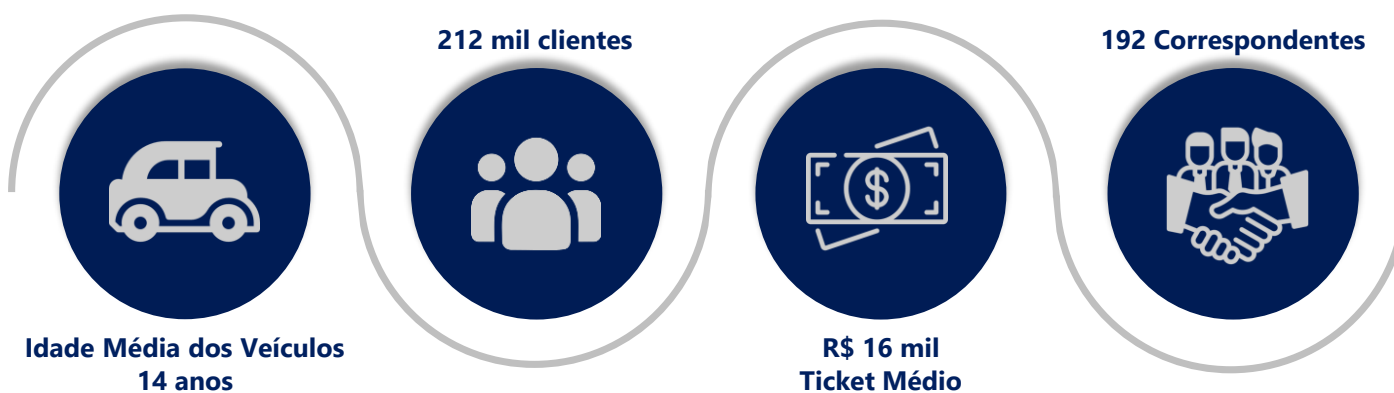 Idade Média dos Veículos
14 anos
212 mil clientes
R$ 16 mil
Ticket Médio
192 Correspondentes